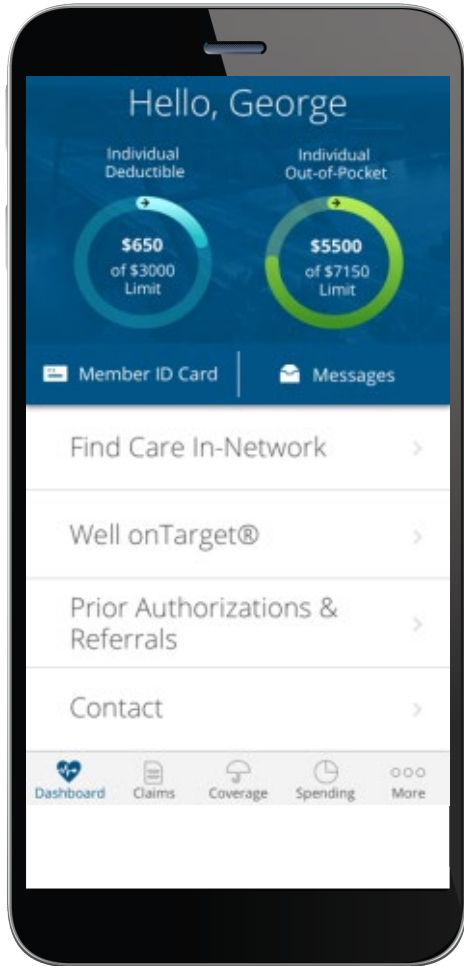 Hello, George
Individual
Deductible
$650
of $3000
Limit
Individual
Out-of-Pocket
$5500
of $7150
Limit
Member ID Card
Messages
Find Care In-Network
Well onTarget®
Prior Authorizations &
Referrals
Contact
Dashboard
Claims
Coverage
Spending
More